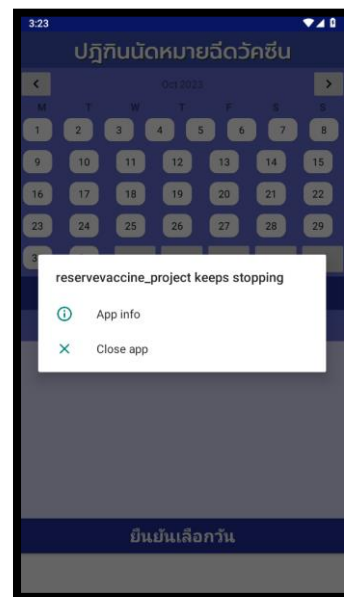 3:23
ปฎิทินนัดหมายฉีดวัคซีน
< Oct 2023 >
M T W T F S S
1 2 3 4 5 6 7 8
9 10 11 12 13 14 15
16 17 18 19 20 21 22
23 24 25 26 27 28 29
reservevaccine_project keeps stopping
App info
Close app
ยืนยันเลือกวัน